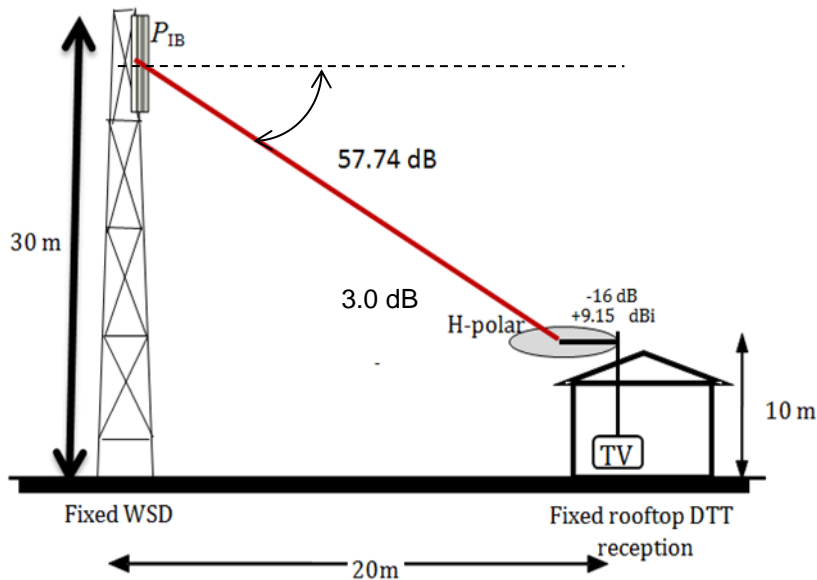 P_IB
57.74 dB
30 m
3.0 dB
-16 dB
+9.15 dBi
H-polar
10 m
TV
Fixed WSD
Fixed rooftop DTT
reception
20m